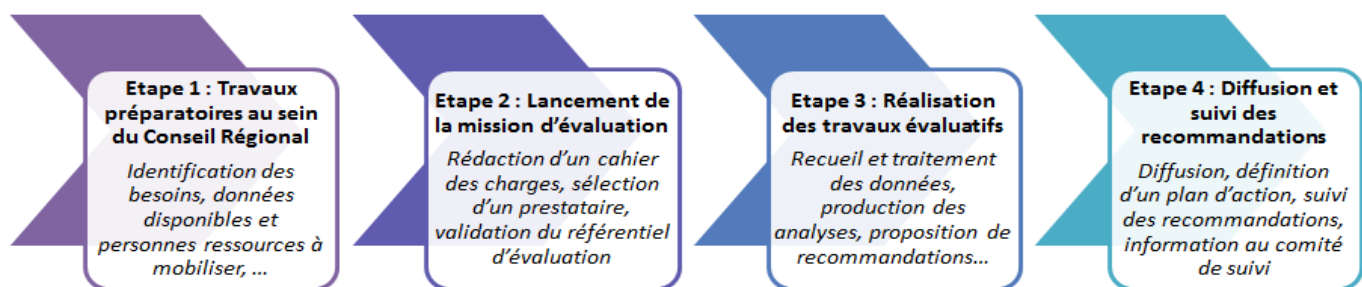 Etape 1 : Travaux
préparatoires au sein
du Conseil Régional
Identification des
besoins, données
disponibles et
personnes ressources à
mobiliser, ...
Etape 2 : Lancement de
la mission d'évaluation
Rédaction d'un cahier
des charges, sélection
d'un prestataire,
validation du référentiel
d'évaluation
Etape 3 : Réalisation
des travaux évaluatifs
Recueil et traitement
des données,
production des
analyses, proposition de
recommandations...
Etape 4 : Diffusion et
suivi des
recommandations
Diffusion, définition
d'un plan d'action, suivi
des recommandations,
information au comité
de suivi